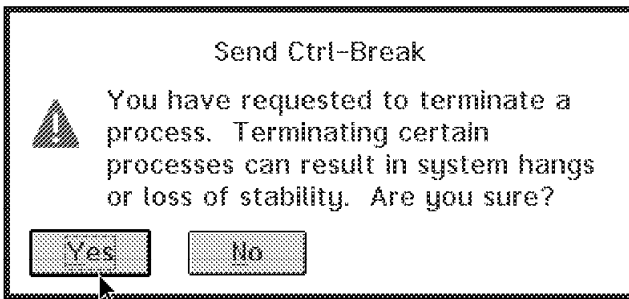 Send Ctrl-Break
You have requested to terminate a
process.  Terminating certain
processes can result in system hangs
or loss of stability.  Are you sure?
Yes
No